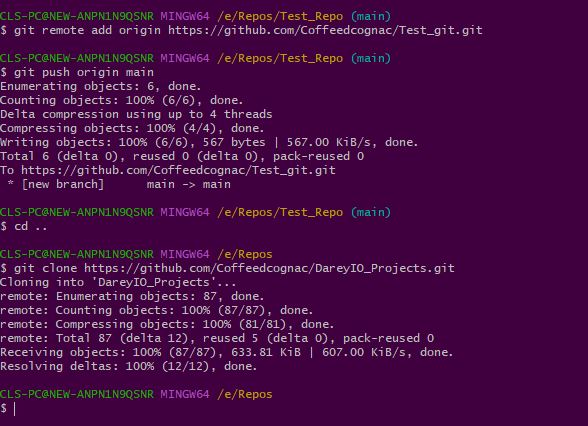 CLS-PC@NEW-ANPN1N9QSNR MINGW64 /e/Repos/Test_Repo (main)
$ git remote add origin https://github.com/Coffeedcognac/Test_git.git
CLS-PC@NEW-ANPN1N9QSNR MINGW64 /e/Repos/Test_Repo (main)
$ git push origin main
Enumerating objects: 6, done.
Counting objects: 100% (6/6), done.
Delta compression using up to 4 threads
Compressing objects: 100% (4/4), done.
Writing objects: 100% (6/6), 567 bytes | 567.00 KiB/s, done.
Total 6 (delta 0), reused 0 (delta 0), pack-reused 0
To https://github.com/Coffeedcognac/Test_git.git
 * [new branch]      main -> main
CLS-PC@NEW-ANPN1N9QSNR MINGW64 /e/Repos/Test_Repo (main)
$ cd ..
CLS-PC@NEW-ANPN1N9QSNR MINGW64 /e/Repos
$ git clone https://github.com/Coffeedcognac/DareyIO_Projects.git
Cloning into 'DareyIO_Projects'...
remote: Enumerating objects: 87, done.
remote: Counting objects: 100% (87/87), done.
remote: Compressing objects: 100% (81/81), done.
remote: Total 87 (delta 12), reused 5 (delta 0), pack-reused 0
Receiving objects: 100% (87/87), 633.81 KiB | 607.00 KiB/s, done.
Resolving deltas: 100% (12/12), done.
CLS-PC@NEW-ANPN1N9QSNR MINGW64 /e/Repos
$